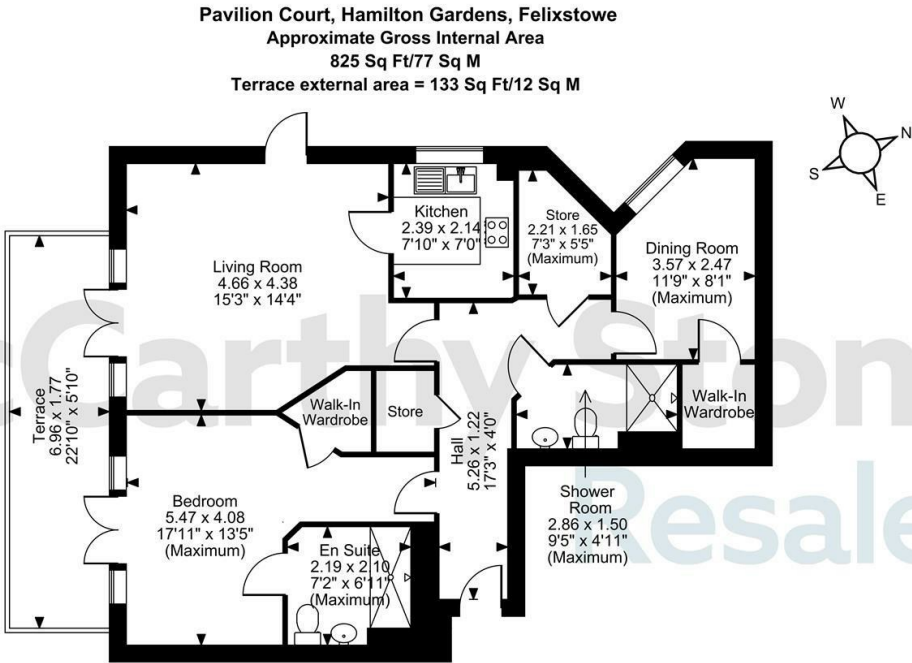 Pavilion Court, Hamilton Gardens, Felixstowe
Approximate Gross Internal Area
825 Sq Ft/77 Sq M
Terrace external area = 133 Sq Ft/12 Sq M
W
N
S
E
Kitchen
2.39 x 2.14
7'10" x 7'0"
Store
2.21 x 1.65
7'3" x 5'5"
(Maximum)
Dining Room
3.57 x 2.47
11'9" x 8'1"
(Maximum)
Living Room
4.66 x 4.38
15'3" x 14'4"
Terrace
6.96 x 1.77
22'10" x 5'10"
Walk-In
Wardrobe
Store
Hall
5.26 x 1.22
17'3" x 4'0"
Walk-In
Wardrobe
Bedroom
5.47 x 4.08
17'11" x 13'5"
(Maximum)
En Suite
2.19 x 2.10
7'2" x 6'11"
(Maximum)
Shower
Room
2.86 x 1.50
9'5" x 4'11"
(Maximum)
cCarthy Ston
Resale